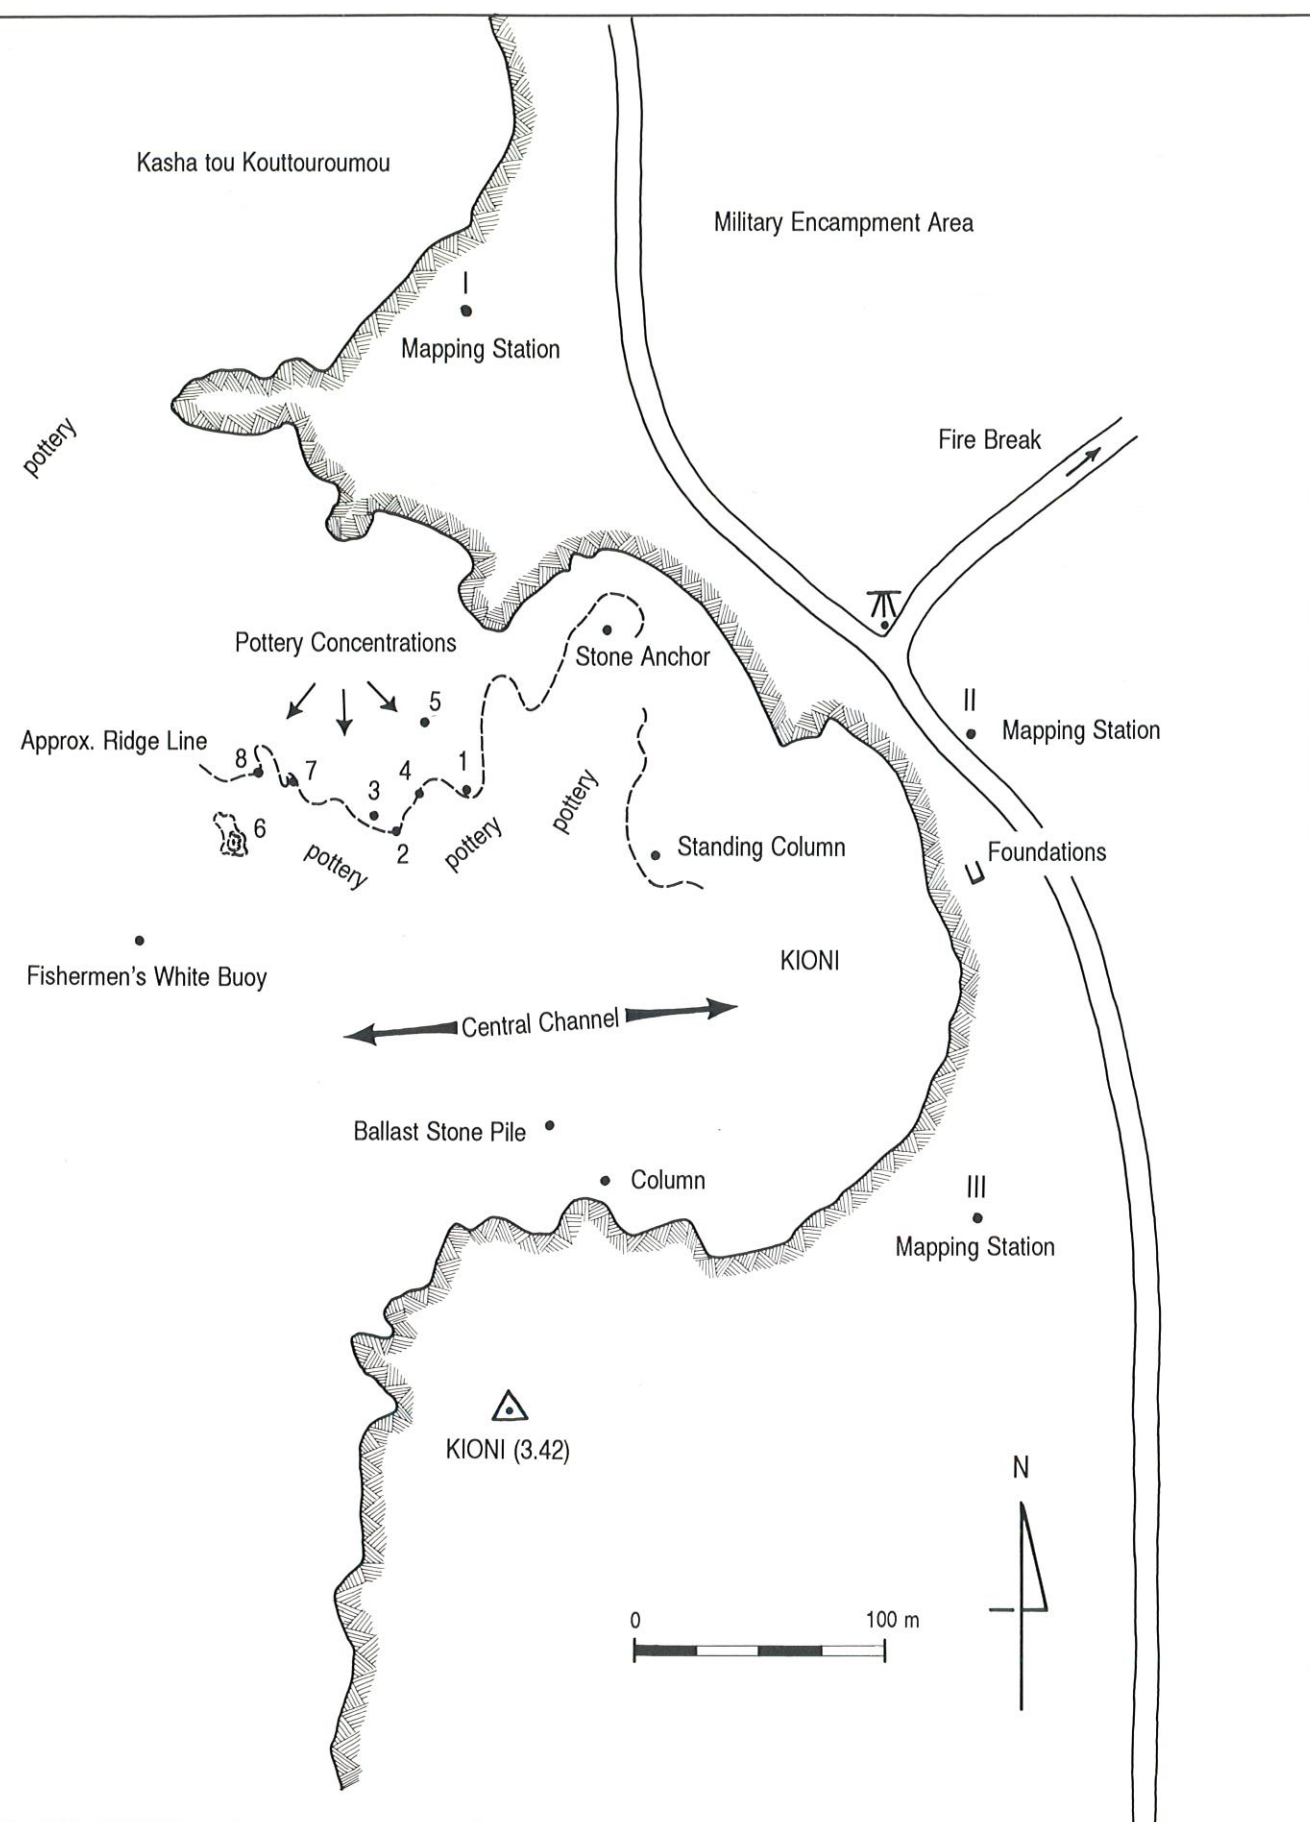 Kasha tou Kouttouroumou
Military Encampment Area
I
Mapping Station
pottery
Fire Break
Stone Anchor
Pottery Concentrations
5
II
Mapping Station
Approx. Ridge Line
8
7
3
4
1
pottery
6
pottery
2
pottery
Standing Column
Foundations
Fishermen's White Buoy
KIONI
Central Channel
Ballast Stone Pile
Column
III
Mapping Station
KIONI (3.42)
N
0
100 m